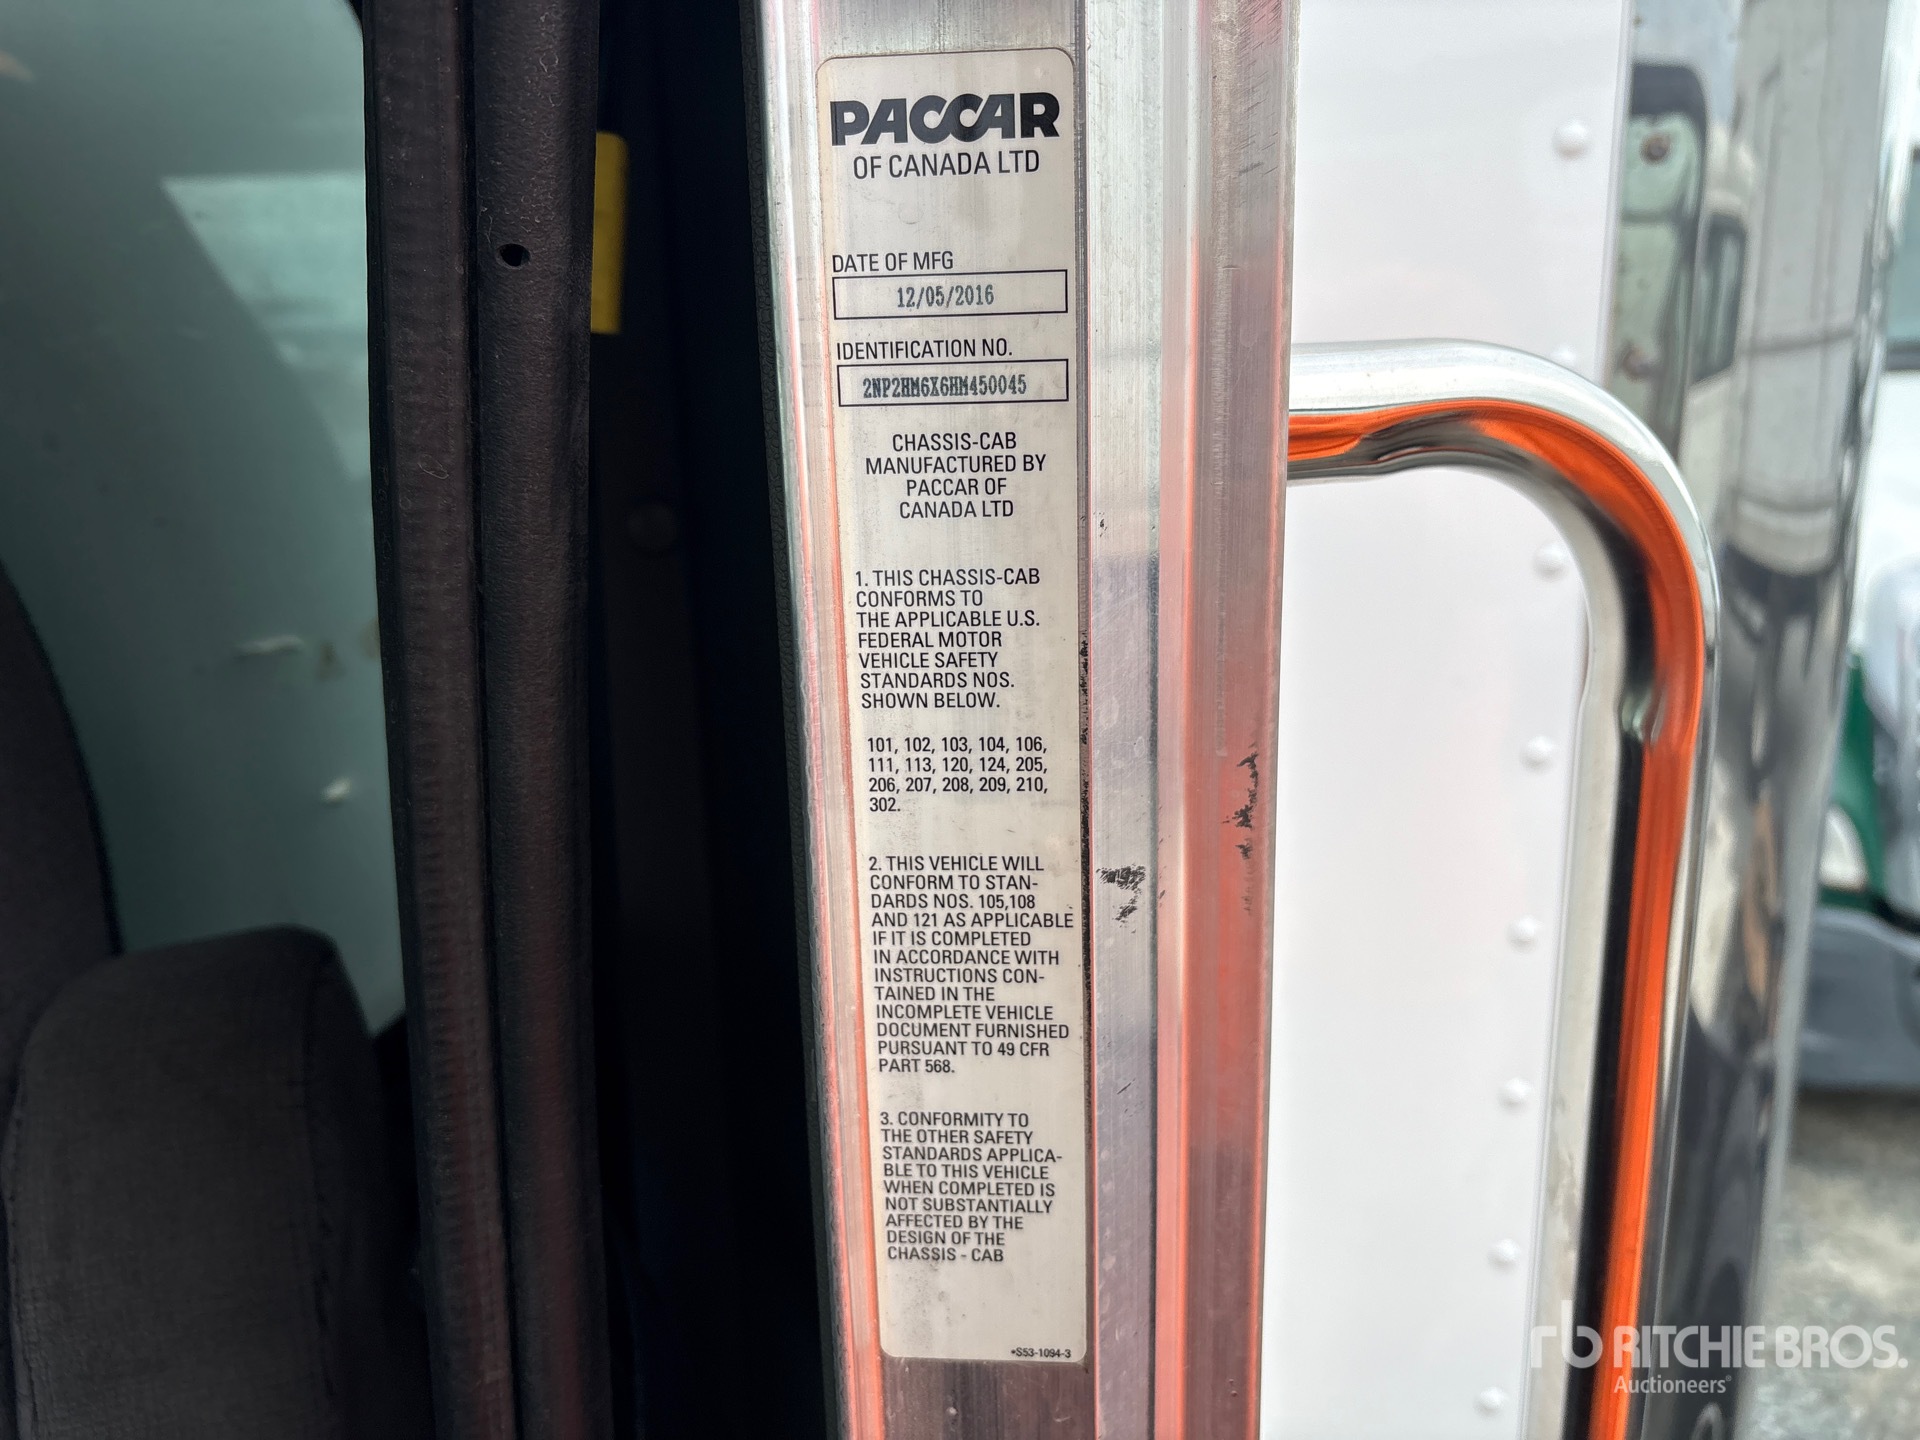 PACCAR
OF CANADA LTD
DATE OF MFG
12/05/2016
IDENTIFICATION NO.
2NP2HM6X6HM450045
CHASSIS-CAB
MANUFACTURED BY
PACCAR OF
CANADA LTD
1. THIS CHASSIS-CAB
CONFORMS TO
THE APPLICABLE U.S.
FEDERAL MOTOR
VEHICLE SAFETY
STANDARDS NOS.
SHOWN BELOW.
101, 102, 103, 104, 106,
111, 113, 120, 124, 205,
206, 207, 208, 209, 210,
302.
2. THIS VEHICLE WILL
CONFORM TO STAN-
DARDS NOS. 105,108
AND 121 AS APPLICABLE
IF IT IS COMPLETED
IN ACCORDANCE WITH
INSTRUCTIONS CON-
TAINED IN THE
INCOMPLETE VEHICLE
DOCUMENT FURNISHED
PURSUANT TO 49 CFR
PART 568.
3. CONFORMITY TO
THE OTHER SAFETY
STANDARDS APPLICA-
BLE TO THIS VEHICLE
WHEN COMPLETED IS
NOT SUBSTANTIALLY
AFFECTED BY THE
DESIGN OF THE
CHASSIS - CAB
•S53-1094-3
rb RITCHIE BROS.
Auctioneers®